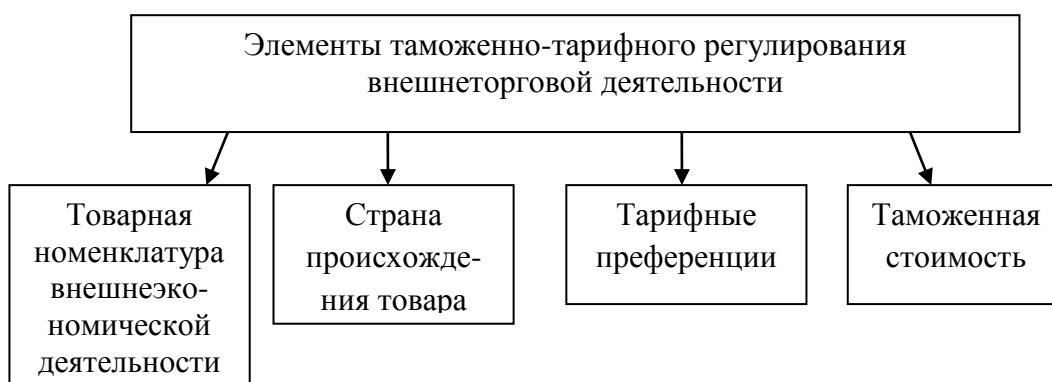 Элементы таможенно-тарифного регулирования
внешнеторговой деятельности
Товарная
номенклатура
внешнеэко-
номической
деятельности
Страна
происхожде-
ния товара
Тарифные
преференции
Таможенная
стоимость